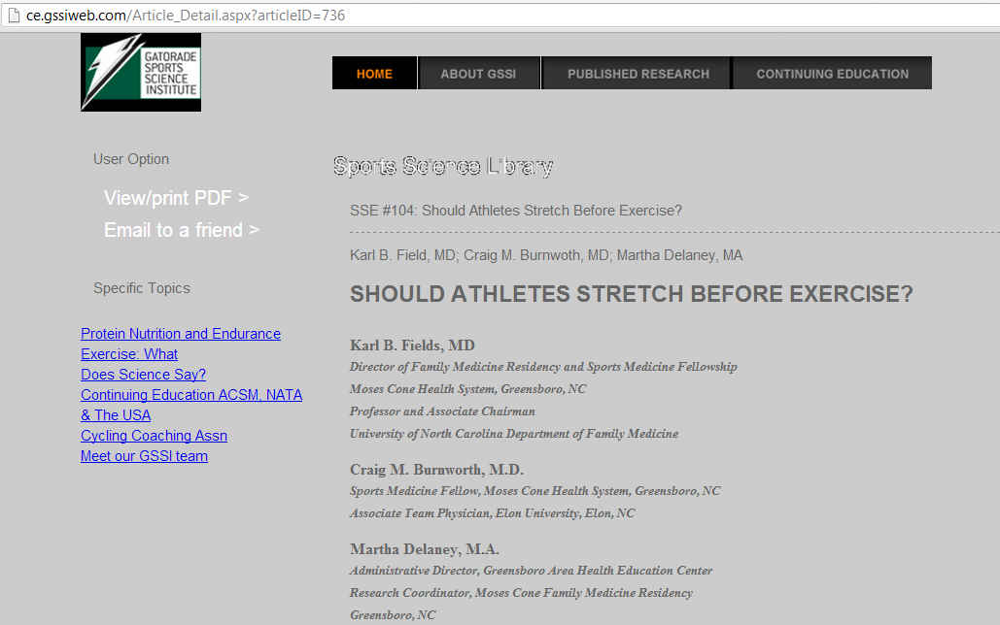 ce.gssiweb.com/Article_Detail.aspx?articleID=736
GATORADE
SPORTS
SCIENCE
INSTITUTE
HOME
ABOUT GSSI
PUBLISHED RESEARCH
CONTINUING EDUCATION
User Option
View/print PDF >
Email to a friend >
Specific Topics
Protein Nutrition and Endurance
Exercise: What
Does Science Say?
Continuing Education ACSM, NATA
& The USA
Cycling Coaching Assn
Meet our GSSI team
Sports Science Library
SSE #104: Should Athletes Stretch Before Exercise?
Karl B. Field, MD; Craig M. Burnwoth, MD; Martha Delaney, MA
SHOULD ATHLETES STRETCH BEFORE EXERCISE?
Karl B. Fields, MD
Director of Family Medicine Residency and Sports Medicine Fellowship
Moses Cone Health System, Greensboro, NC
Professor and Associate Chairman
University of North Carolina Department of Family Medicine
Craig M. Burnworth, M.D.
Sports Medicine Fellow, Moses Cone Health System, Greensboro, NC
Associate Team Physician, Elon University, Elon, NC
Martha Delaney, M.A.
Administrative Director, Greensboro Area Health Education Center
Research Coordinator, Moses Cone Family Medicine Residency
Greensboro, NC